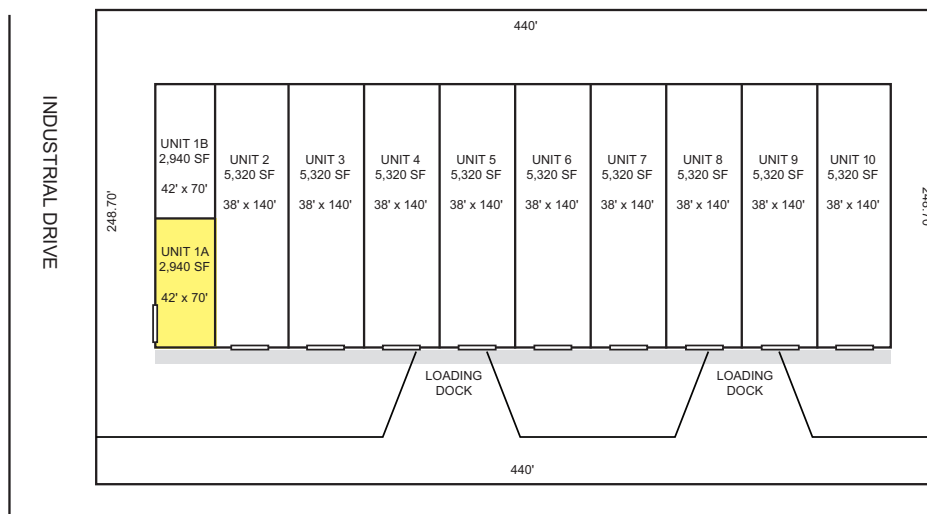 440'
INDUSTRIAL DRIVE
248.70'
UNIT 1B
2,940 SF
42' x 70'
UNIT 1A
2,940 SF
42' x 70'
UNIT 2
5,320 SF
38' x 140'
UNIT 3
5,320 SF
38' x 140'
UNIT 4
5,320 SF
38' x 140'
UNIT 5
5,320 SF
38' x 140'
UNIT 6
5,320 SF
38' x 140'
UNIT 7
5,320 SF
38' x 140'
UNIT 8
5,320 SF
38' x 140'
UNIT 9
5,320 SF
38' x 140'
UNIT 10
5,320 SF
38' x 140'
248.70'
LOADING
DOCK
LOADING
DOCK
440'